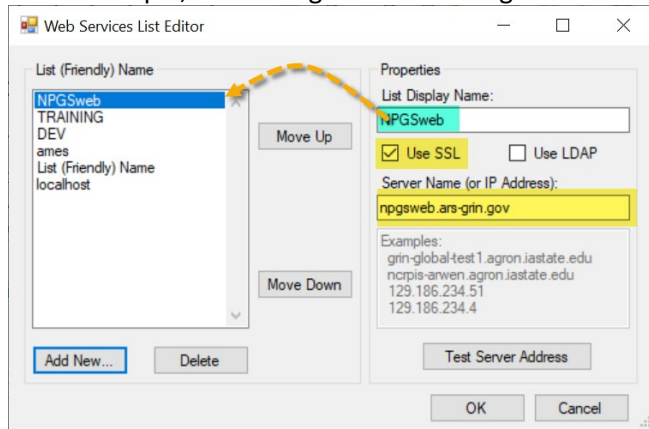 Web Services List Editor
List (Friendly) Name
NPGSweb
TRAINING
DEV
ames
List (Friendly) Name
localhost
Move Up
Move Down
Add New...
Delete
Properties
List Display Name:
NPGSweb
Use SSL
Use LDAP
Server Name (or IP Address):
npgsweb.ars-grin.gov
Examples:
grin-global-test1.agron.iastate.edu
ncrpis-arwen.agron.iastate.edu
129.186.234.51
129.186.234.4
Test Server Address
OK
Cancel